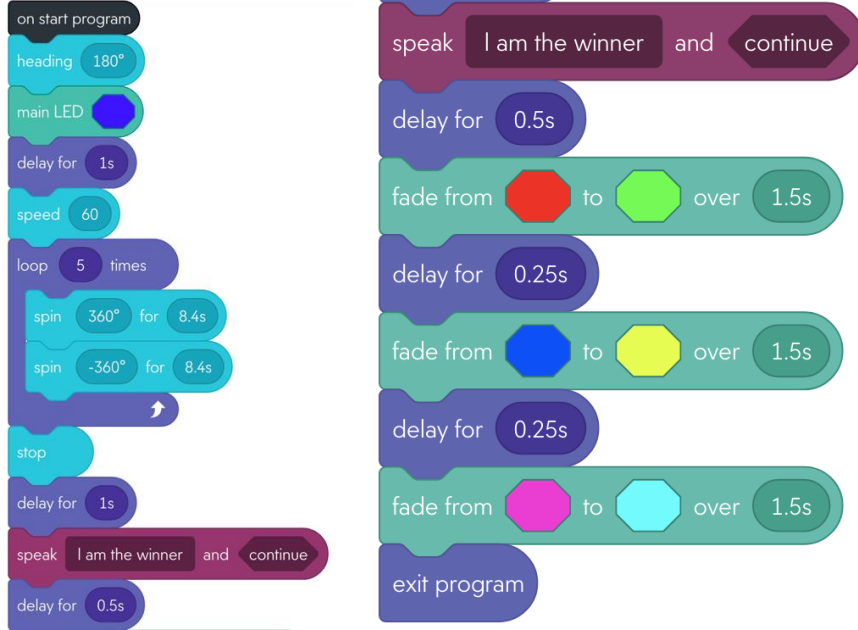 on start program
heading 180°
main LED
delay for 1s
speed 60
loop 5 times
spin 360° for 8.4s
spin -360° for 8.4s
stop
delay for 1s
speak I am the winner and continue
delay for 0.5s
speak I am the winner and continue
delay for 0.5s
fade from to over 1.5s
delay for 0.25s
fade from to over 1.5s
delay for 0.25s
fade from to over 1.5s
exit program